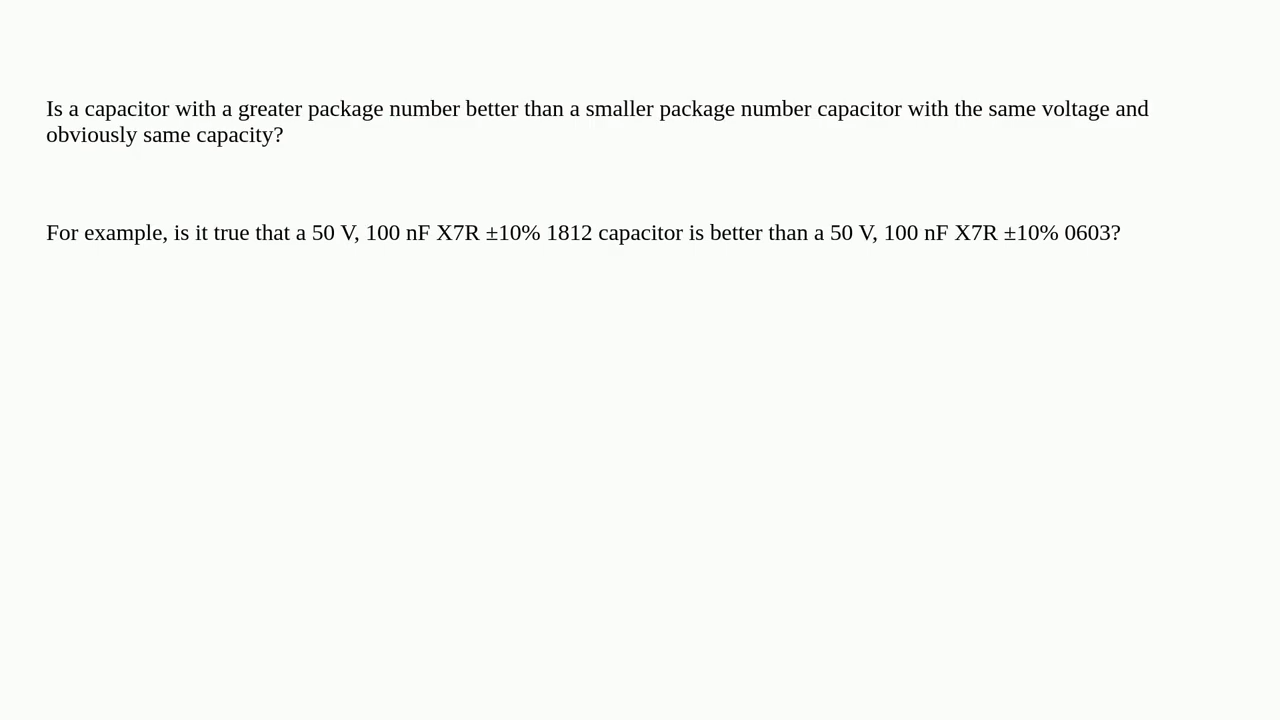 Is a capacitor with a greater package number better than a smaller package number capacitor with the same voltage and
obviously same capacity?
For example, is it true that a 50 V, 100 nF X7R ±10% 1812 capacitor is better than a 50 V, 100 nF X7R ±10% 0603?